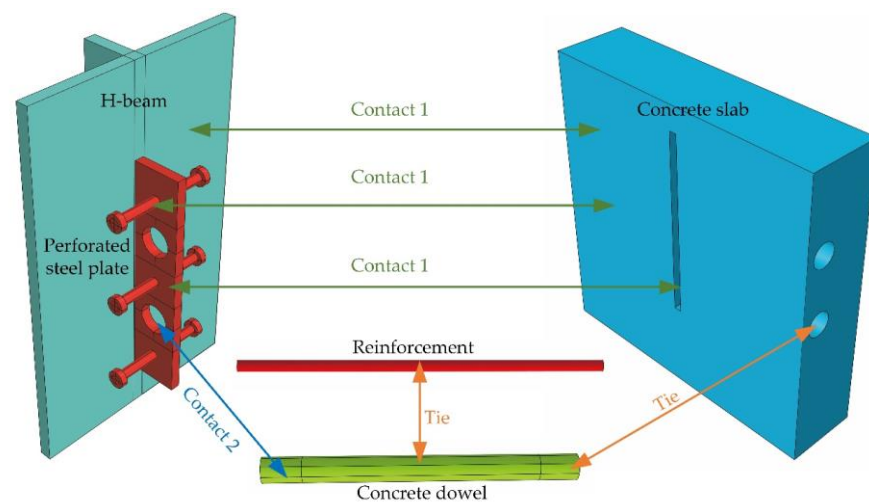 H-beam
Contact 1
Concrete slab
Contact 1
Perforated
steel plate
Contact 1
Reinforcement
Contact 2
Tie
Tie
Concrete dowel